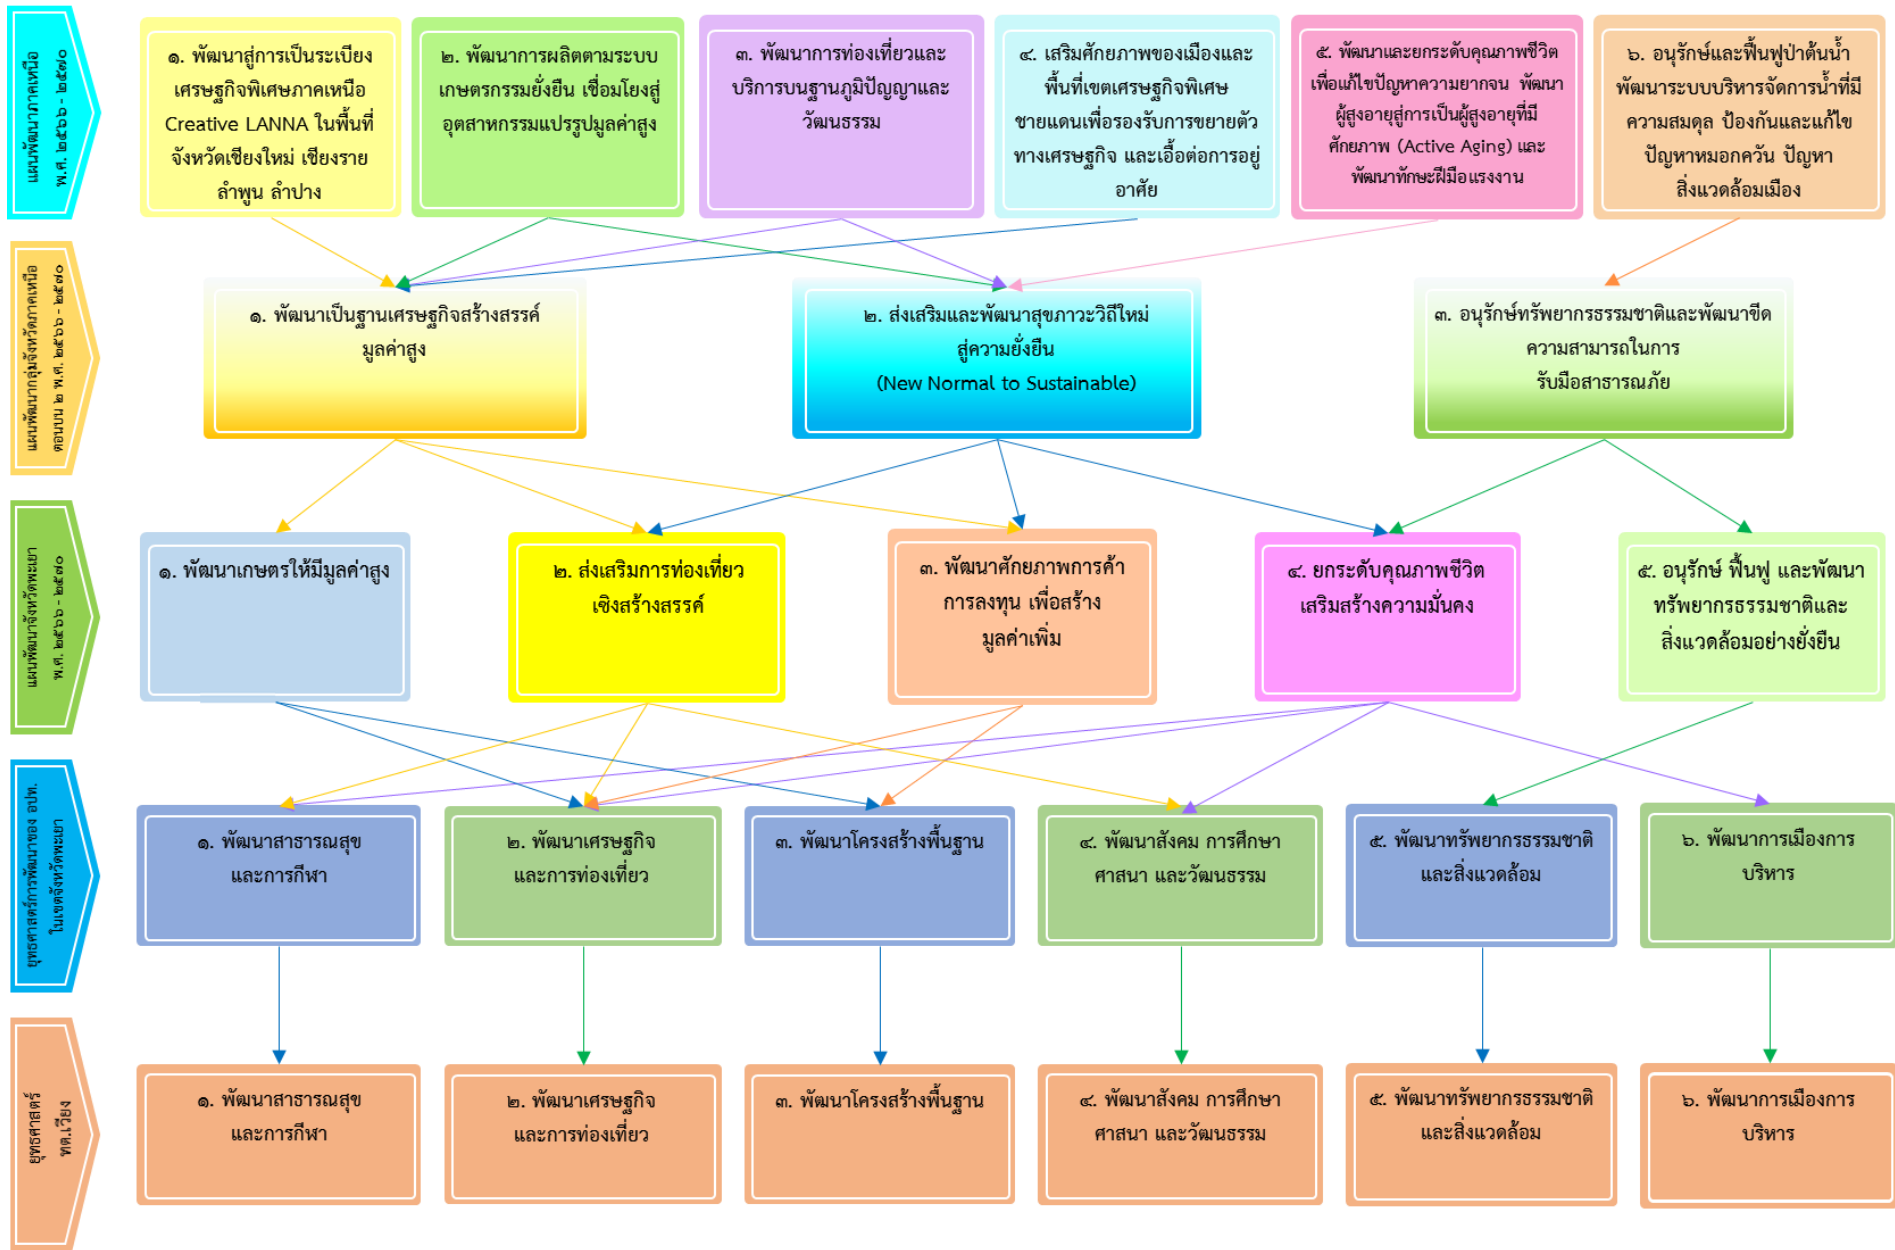 แผนพัฒนาภาคเหนือ
พ.ศ. ๒๕๖๖ - ๒๕๗๐
๑. พัฒนาสู่การเป็นระเบียง
เศรษฐกิจพิเศษภาคเหนือ
Creative LANNA ในพื้นที่
จังหวัดเชียงใหม่ เชียงราย
ลำพูน ลำปาง
๒. พัฒนาการผลิตตามระบบ
เกษตรกรรมยั่งยืน เชื่อมโยงสู่
อุตสาหกรรมแปรรูปมูลค่าสูง
๓. พัฒนาการท่องเที่ยวและ
บริการบนฐานภูมิปัญญาและ
วัฒนธรรม
๔. เสริมศักยภาพของเมืองและ
พื้นที่เขตเศรษฐกิจพิเศษ
ชายแดนเพื่อรองรับการขยายตัว
ทางเศรษฐกิจ และเอื้อต่อการอยู่
อาศัย
๕. พัฒนาและยกระดับคุณภาพชีวิต
เพื่อแก้ไขปัญหาความยากจน พัฒนา
ผู้สูงอายุสู่การเป็นผู้สูงอายุที่มี
ศักยภาพ (Active Aging) และ
พัฒนาทักษะฝีมือแรงงาน
๖. อนุรักษ์และฟื้นฟูป่าต้นน้ำ
พัฒนาระบบบริหารจัดการน้ำที่มี
ความสมดุล ป้องกันและแก้ไข
ปัญหาหมอกควัน ปัญหา
สิ่งแวดล้อมเมือง
แผนพัฒนากลุ่มจังหวัดภาคเหนือ
ตอนบน ๒ พ.ศ. ๒๕๖๖ - ๒๕๗๐
๑. พัฒนาเป็นฐานเศรษฐกิจสร้างสรรค์
มูลค่าสูง
๒. ส่งเสริมและพัฒนาสุขภาวะวิถีใหม่
สู่ความยั่งยืน
(New Normal to Sustainable)
๓. อนุรักษ์ทรัพยากรธรรมชาติและพัฒนาขีด
ความสามารถในการ
รับมือสาธารณภัย
แผนพัฒนาจังหวัดพะเยา
พ.ศ. ๒๕๖๖ - ๒๕๗๐
๑. พัฒนาเกษตรให้มีมูลค่าสูง
๒. ส่งเสริมการท่องเที่ยว
เชิงสร้างสรรค์
๓. พัฒนาศักยภาพการค้า
การลงทุน เพื่อสร้าง
มูลค่าเพิ่ม
๔. ยกระดับคุณภาพชีวิต
เสริมสร้างความมั่นคง
๕. อนุรักษ์ ฟื้นฟู และพัฒนา
ทรัพยากรธรรมชาติและ
สิ่งแวดล้อมอย่างยั่งยืน
ยุทธศาสตร์การพัฒนาของ อปท.
ในเขตจังหวัดพะเยา
๑. พัฒนาสาธารณสุข
และการกีฬา
๒. พัฒนาเศรษฐกิจ
และการท่องเที่ยว
๓. พัฒนาโครงสร้างพื้นฐาน
๔. พัฒนาสังคม การศึกษา
ศาสนา และวัฒนธรรม
๕. พัฒนาทรัพยากรธรรมชาติ
และสิ่งแวดล้อม
๖. พัฒนาการเมืองการ
บริหาร
ยุทธศาสตร์
ทต.เวียง
๑. พัฒนาสาธารณสุข
และการกีฬา
๒. พัฒนาเศรษฐกิจ
และการท่องเที่ยว
๓. พัฒนาโครงสร้างพื้นฐาน
๔. พัฒนาสังคม การศึกษา
ศาสนา และวัฒนธรรม
๕. พัฒนาทรัพยากรธรรมชาติ
และสิ่งแวดล้อม
๖. พัฒนาการเมืองการ
บริหาร